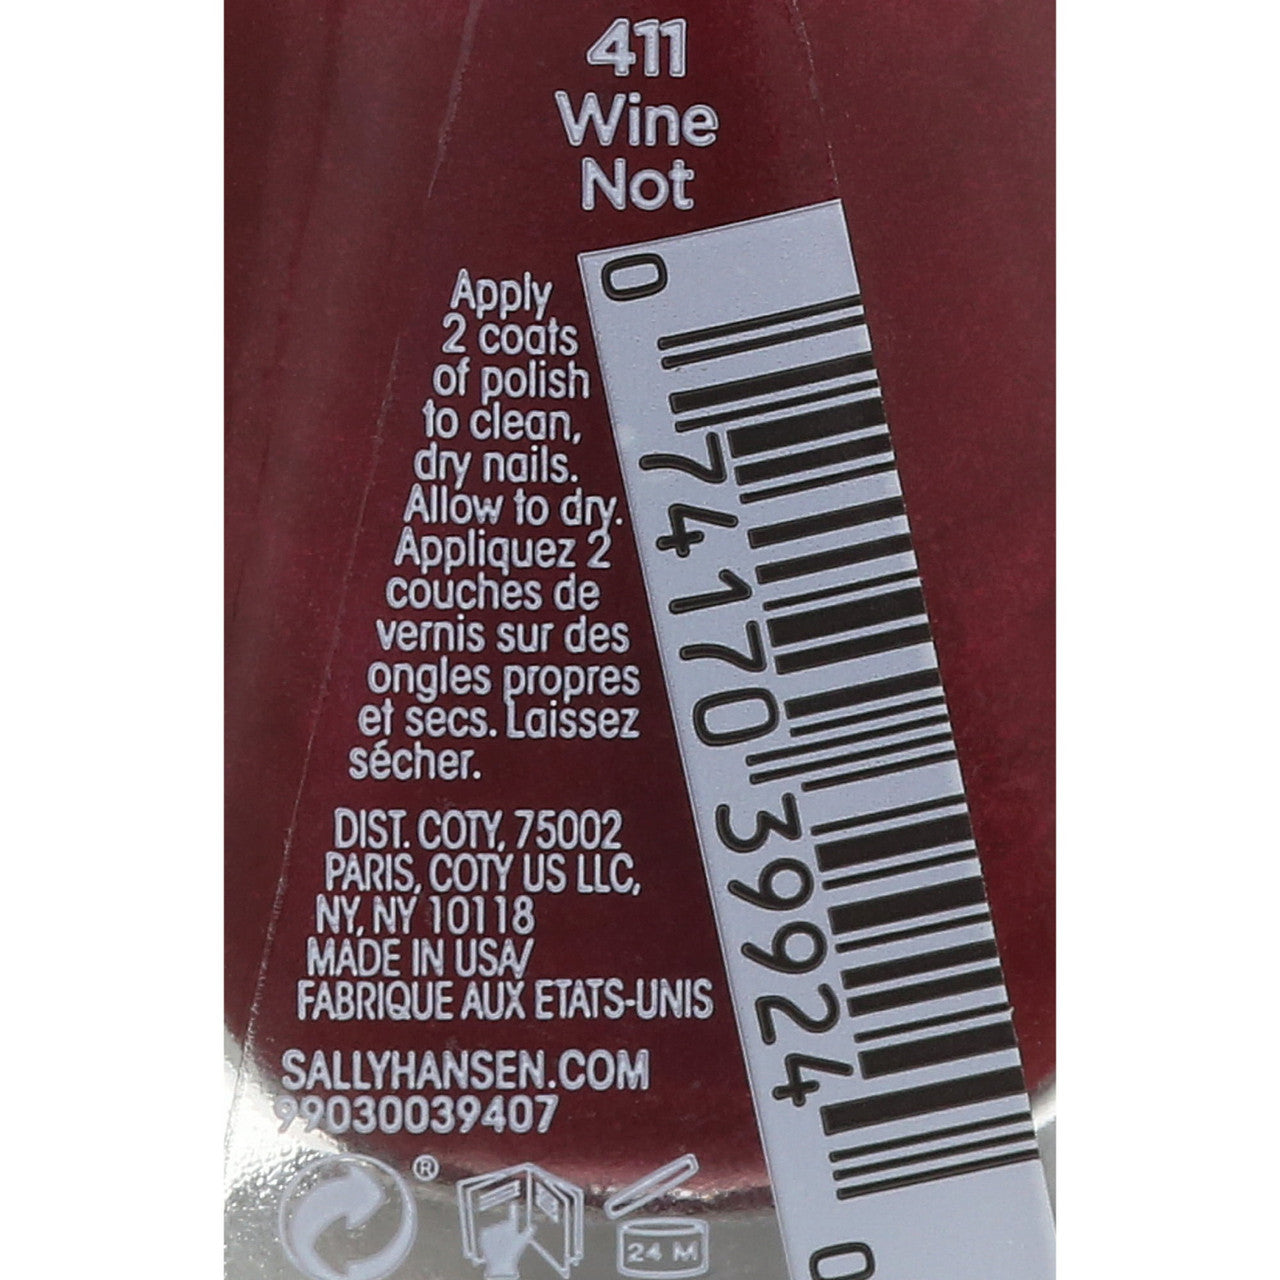 411
Wine
Not
Apply
2 coats
of polish
to clean,
dry nails.
Allow to dry.
Appliquez 2
couches de
vernis sur des
ongles propres
et secs. Laissez
sécher.
DIST. COTY, 75002
PARIS, COTY US LLC,
NY, NY 10118
MADE IN USA/
FABRIQUE AUX ETATS-UNIS
SALLYHANSEN.COM
99030039407
®
24 M
0 74170 39924 0